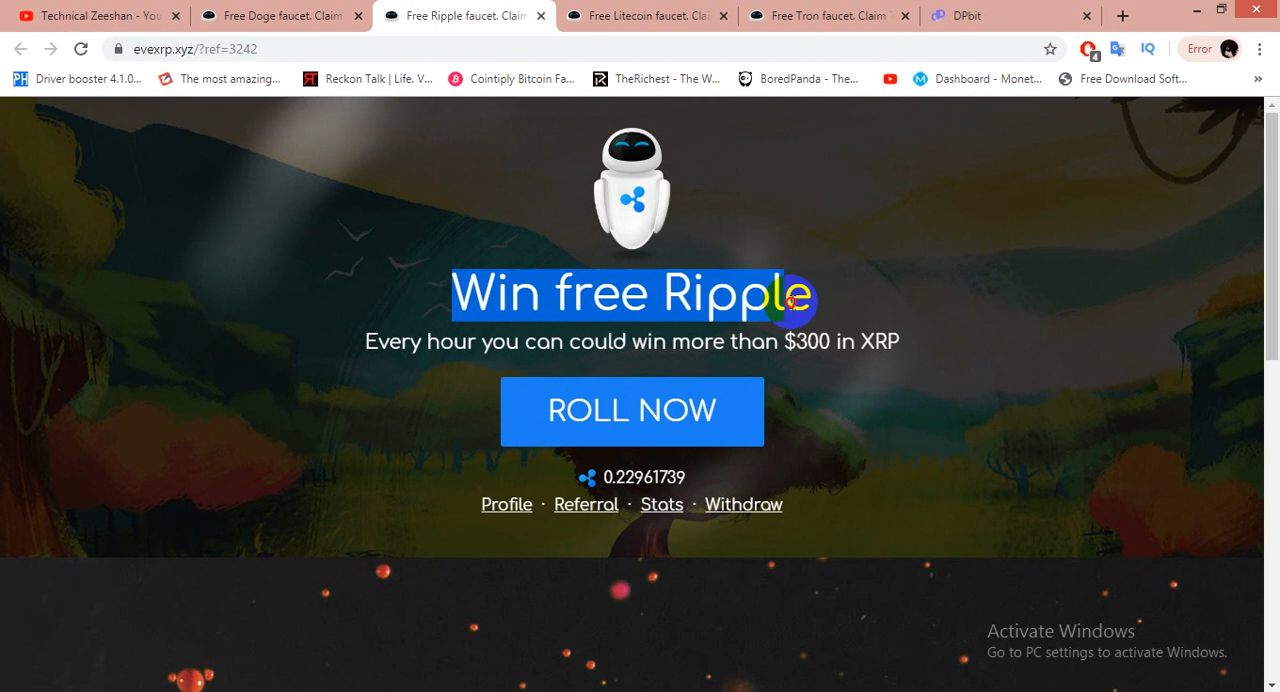 Technical Zeeshan - You
Free Doge faucet. Claim
Free Ripple faucet. Claim
Free Litecoin faucet. Cla
Free Tron faucet. Claim T
DPbit
evexrp.xyz/?ref=3242
4
IQ
Error
PH Driver booster 4.1.0...
The most amazing...
Reckon Talk | Life. V...
Cointiply Bitcoin Fa...
TheRichest - The W...
BoredPanda - The...
Dashboard - Monet...
Free Download Soft...
»
Win free Ripple
Every hour you can could win more than $300 in XRP
ROLL NOW
0.22961739
Profile · Referral · Stats · Withdraw
Activate Windows
Go to PC settings to activate Windows.